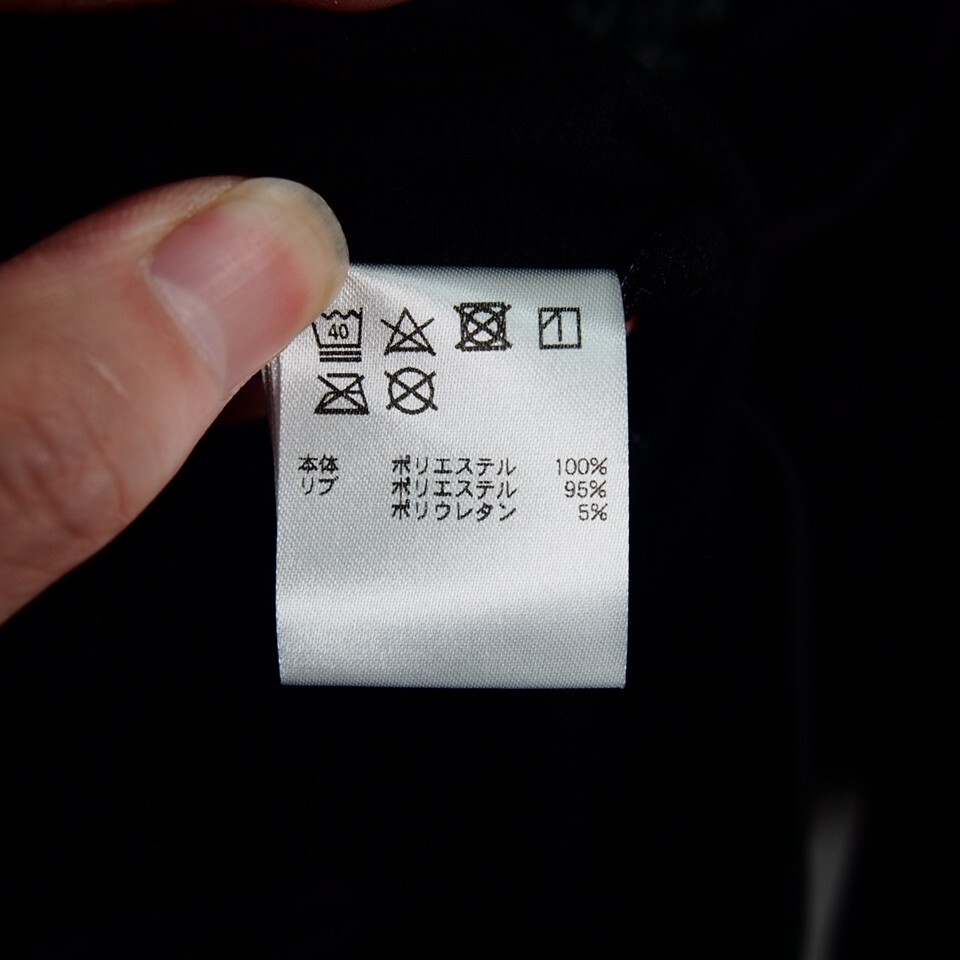 40
本体 ポリエステル 100%
リブ ポリエステル 95%
ポリウレタン 5%